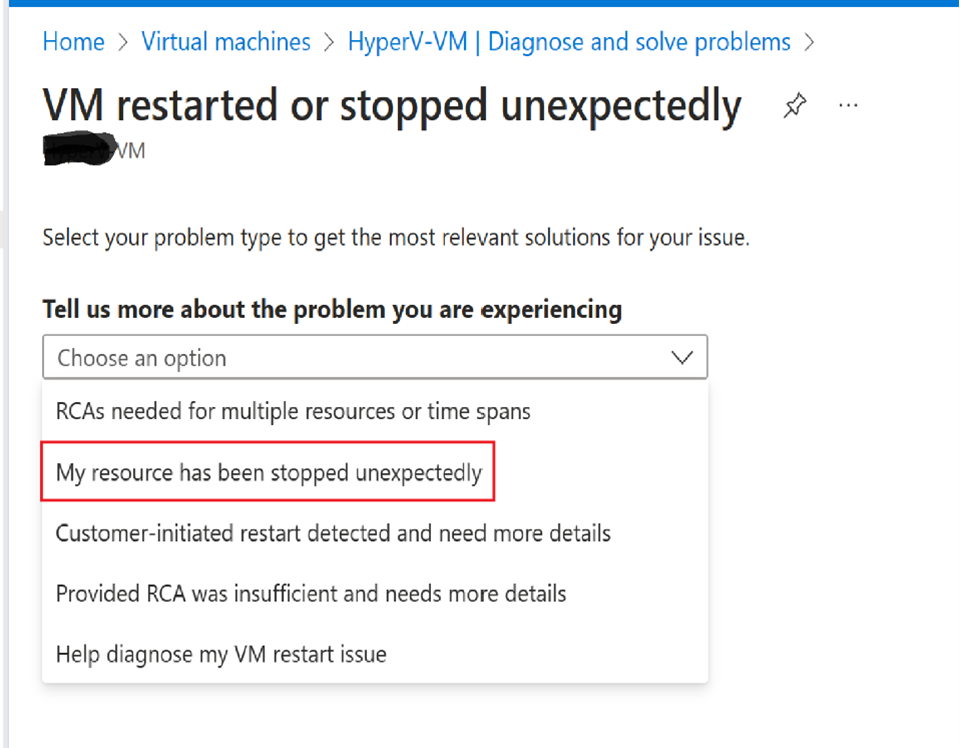 Home > Virtual machines > HyperV-VM | Diagnose and solve problems >
VM restarted or stopped unexpectedly ...
VM
Select your problem type to get the most relevant solutions for your issue.
Tell us more about the problem you are experiencing
Choose an option
RCAs needed for multiple resources or time spans
My resource has been stopped unexpectedly
Customer-initiated restart detected and need more details
Provided RCA was insufficient and needs more details
Help diagnose my VM restart issue